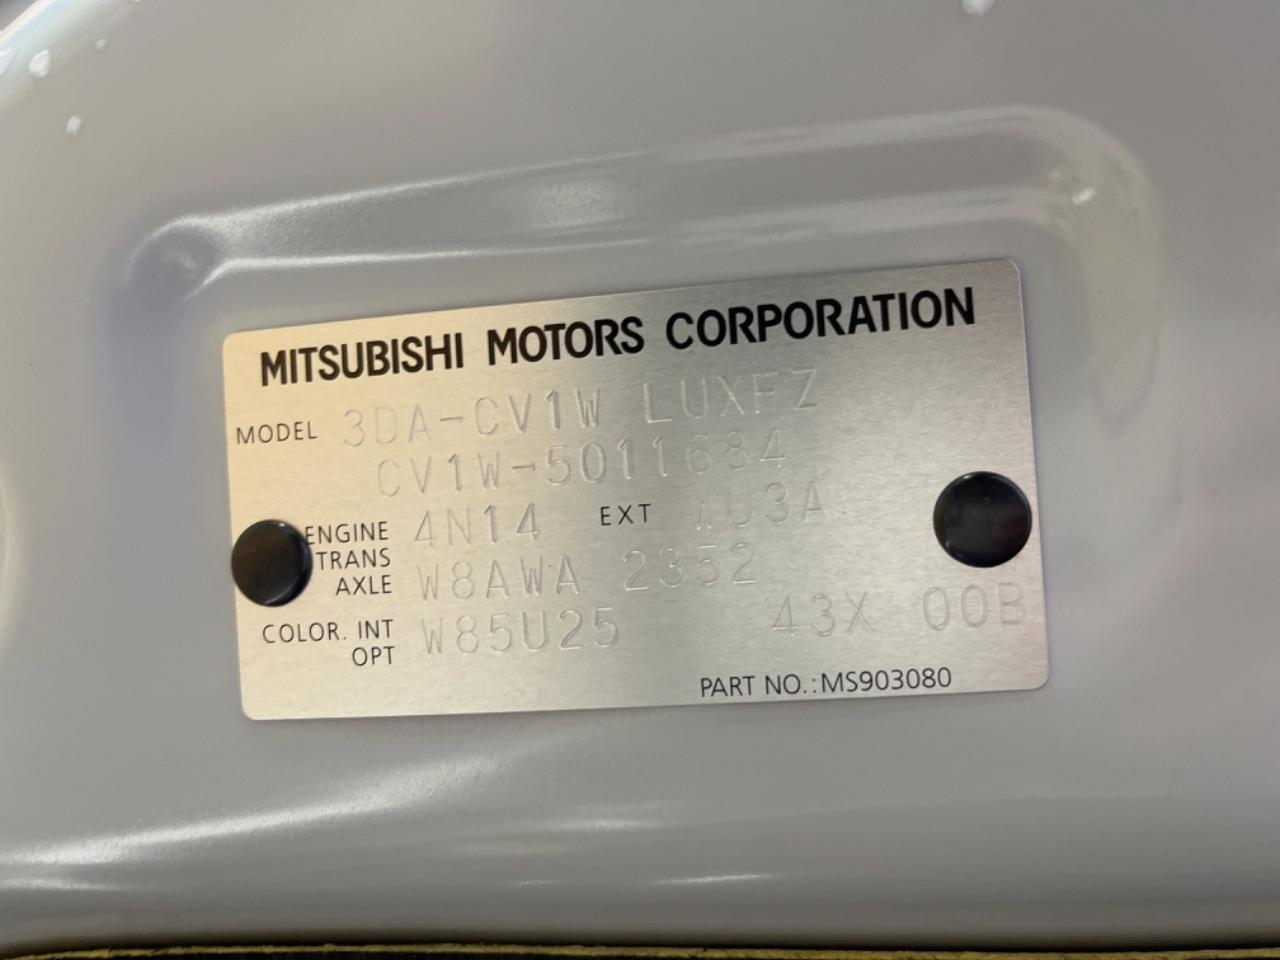 MITSUBISHI MOTORS CORPORATION
MODEL 3DA-CV1W LUXFZ
CV1W-5011684
ENGINE 4N14 EXT WU3A
TRANS
AXLE W8AWA 2352
COLOR. INT W85U25 43X 00B
OPT
PART NO.:MS903080